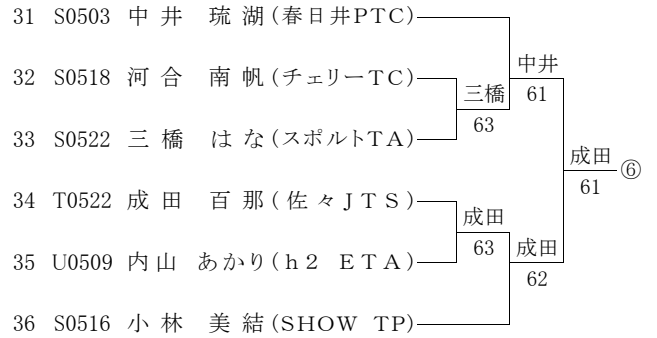 31 S0503 中井 琉湖(春日井PTC)
中井
32 S0518 河合 南帆(チェリーTC)
三橋 61
63
33 S0522 三橋 はな(スポルトTA)
成田 ⑥
61
34 T0522 成田 百那(佐々JTS)
成田
63 成田
35 U0509 内山 あかり(h2 ETA)
62
36 S0516 小林 美結(SHOW TP)